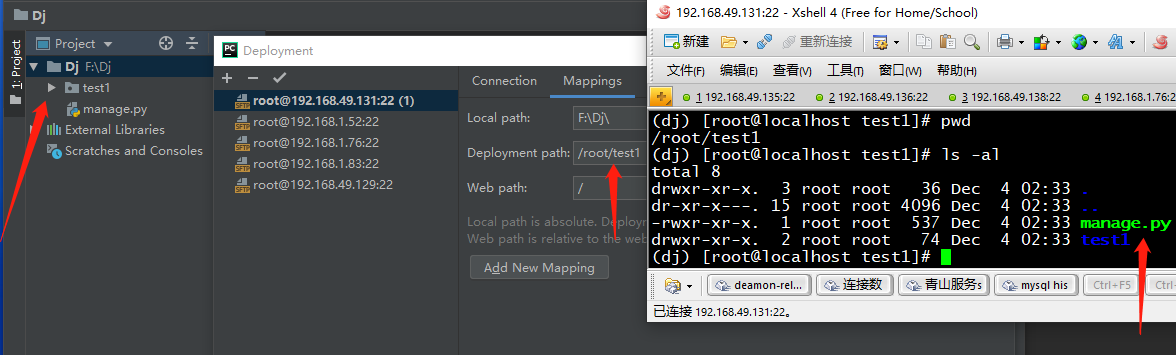 Dj
192.168.49.131:22 - Xshell 4 (Free for Home/School)
1: Project
Project
Dj F:\Dj
test1
manage.py
External Libraries
Scratches and Consoles
PC Deployment
root@192.168.49.131:22 (1)
root@192.168.1.52:22
root@192.168.1.76:22
root@192.168.1.83:22
root@192.168.49.129:22
Connection Mappings
Local path: F:\Dj\
Deployment path: /root/test1
Web path: /
Local path is absolute. Deploym
Web path is relative to the web
Add New Mapping
新建 重新连接
文件(F) 编辑(E) 查看(V) 工具(T) 窗口(W) 帮助(H)
1 192.168.49.135:22 2 192.168.49.136:22 3 192.168.49.138:22 4 192.168.1.76:2
(dj) [root@localhost test1]# pwd
/root/test1
(dj) [root@localhost test1]# ls -al
total 8
drwxr-xr-x. 3 root root 36 Dec 4 02:33 .
dr-xr-x---. 15 root root 4096 Dec 4 02:33 ..
-rwxr-xr-x. 1 root root 537 Dec 4 02:33 manage.py
drwxr-xr-x. 2 root root 74 Dec 4 02:33 test1
(dj) [root@localhost test1]#
deamon-rel... 连接数 青山服务s mysql his Ctrl+F5 Ctrl+
已连接 192.168.49.131:22。